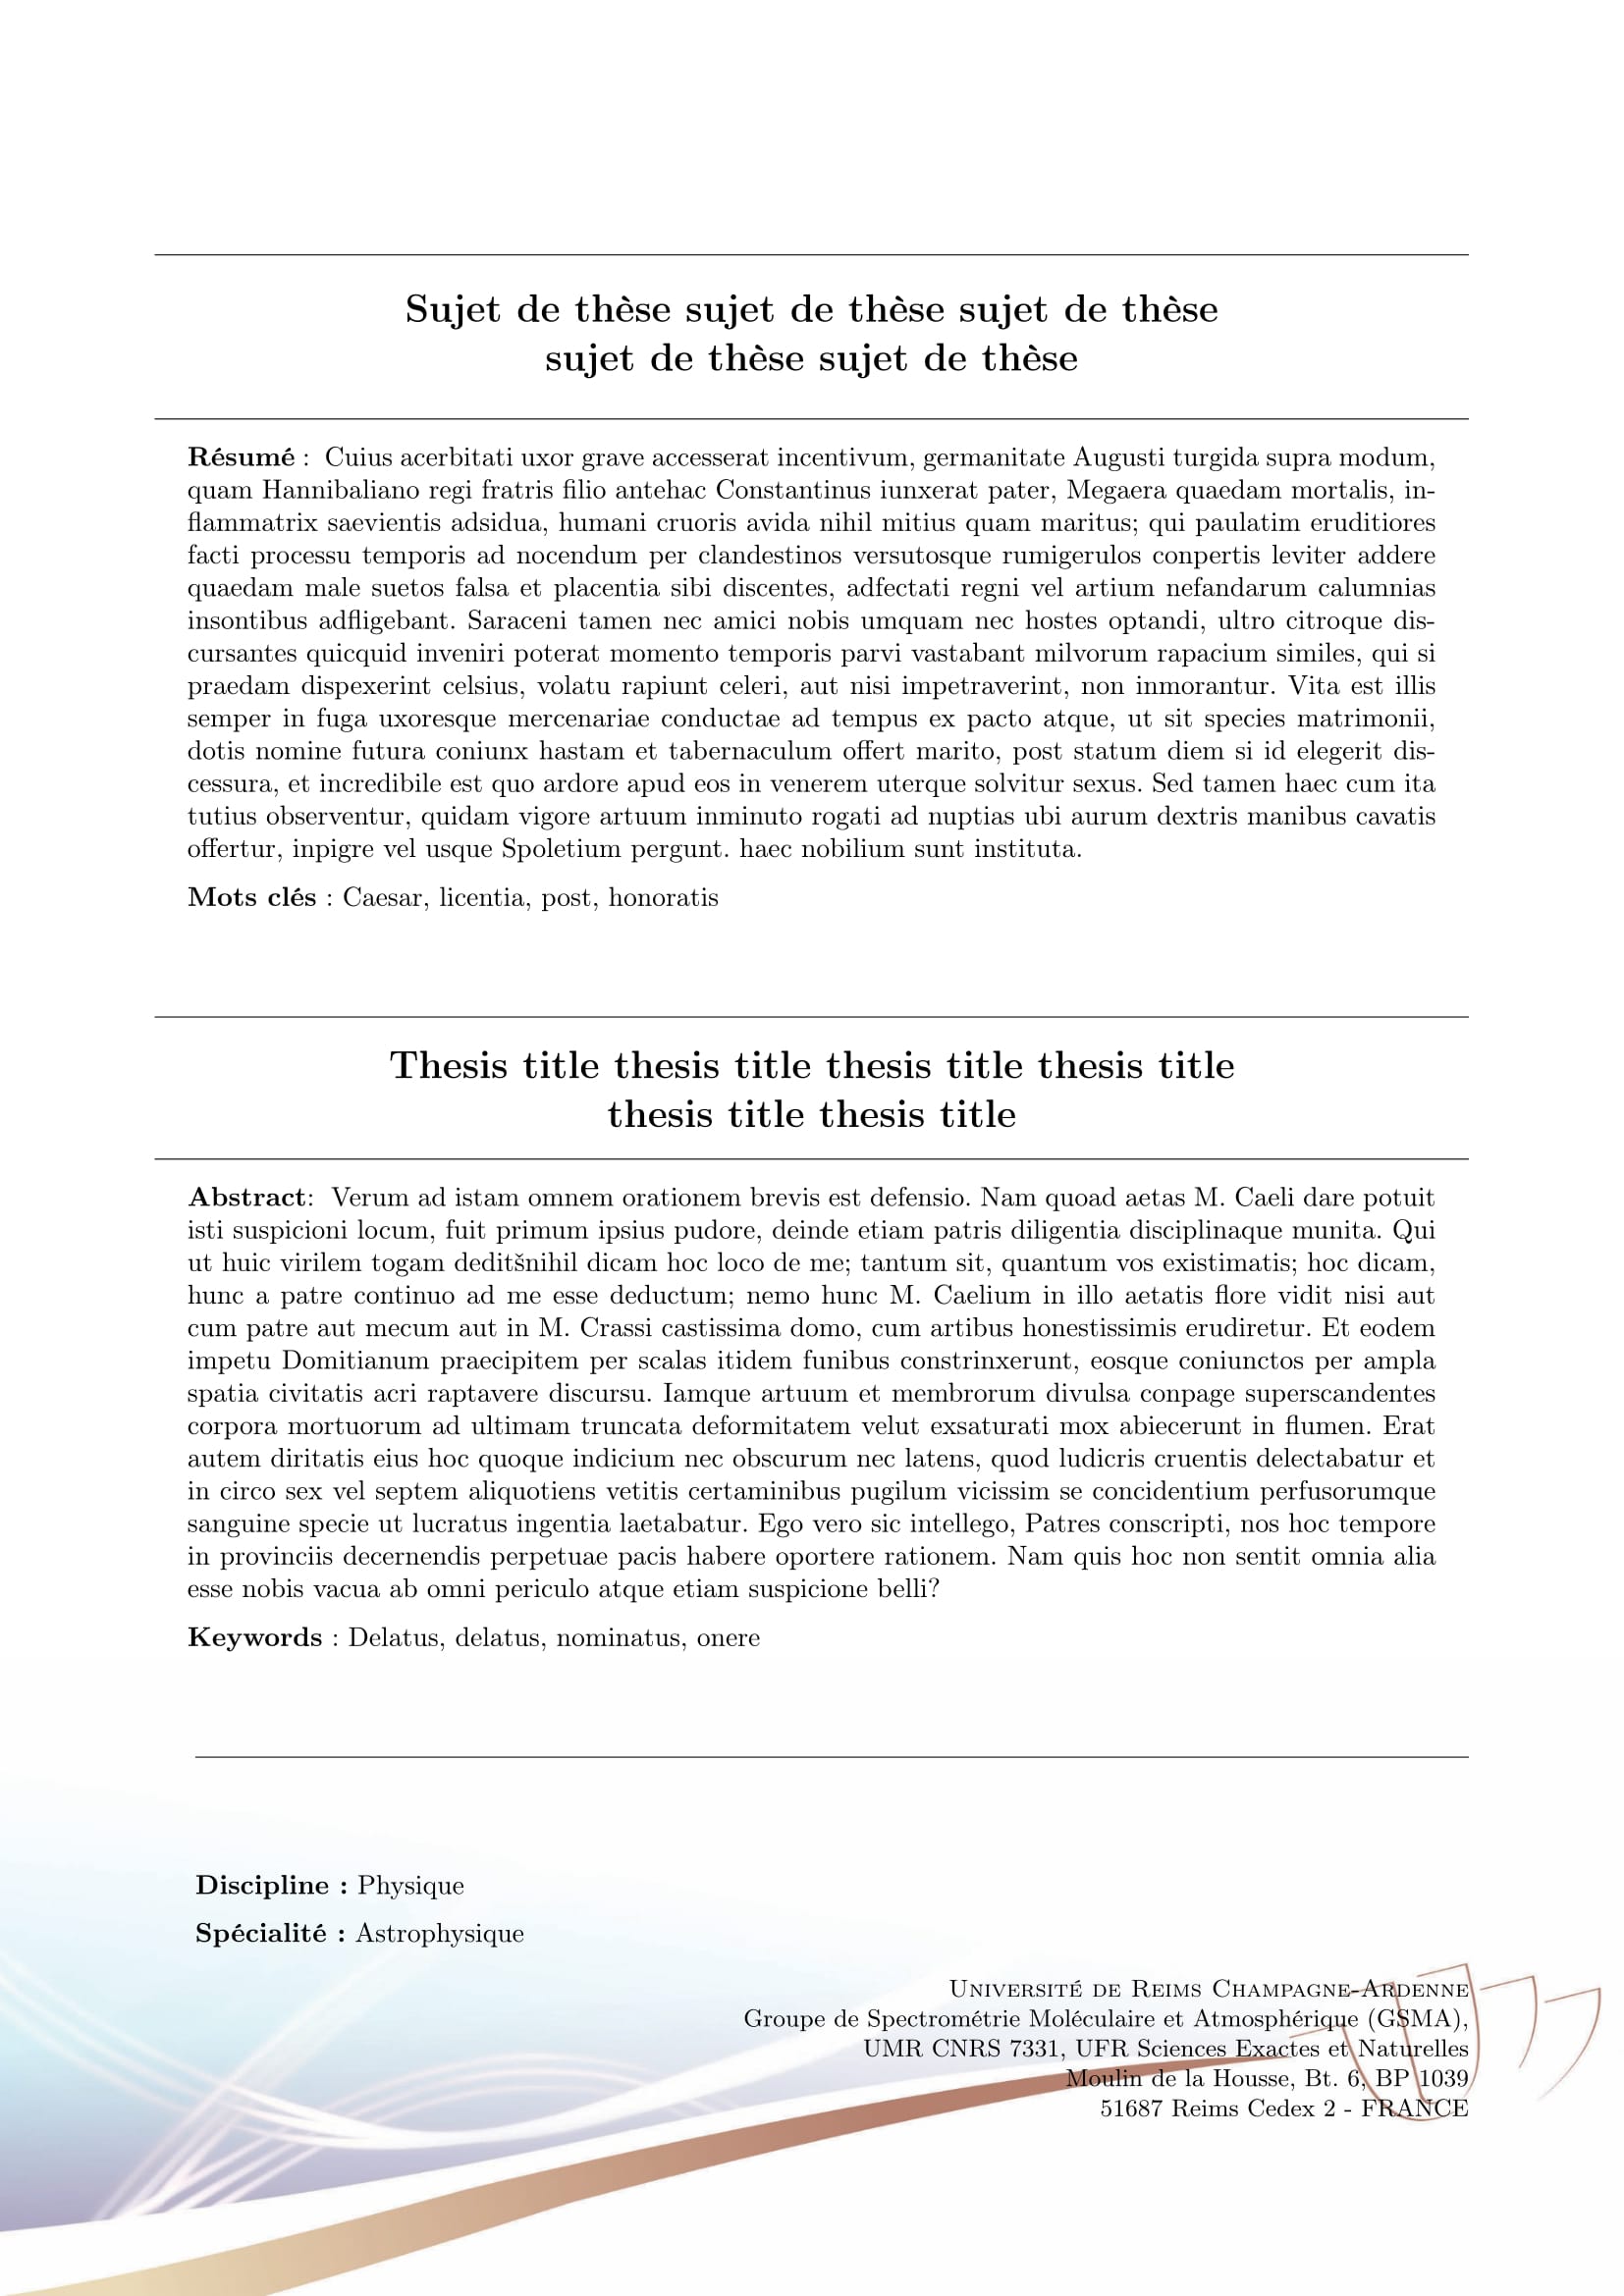 Sujet de thèse sujet de thèse sujet de thèse
sujet de thèse sujet de thèse
Résumé : Cuius acerbitati uxor grave accesserat incentivum, germanitate Augusti turgida supra modum,
quam Hannibaliano regi fratris filio antehac Constantinus iunxerat pater, Megaera quaedam mortalis, in-
flammatrix saevientis adsidua, humani cruoris avida nihil mitius quam maritus; qui paulatim eruditiores
facti processu temporis ad nocendum per clandestinos versutosque rumigerulos conpertis leviter addere
quaedam male suetos falsa et placentia sibi discentes, adfectati regni vel artium nefandarum calumnias
insontibus adfligebant. Saraceni tamen nec amici nobis umquam nec hostes optandi, ultro citroque dis-
cursantes quicquid inveniri poterat momento temporis parvi vastabant milvorum rapacium similes, qui si
praedam dispexerint celsius, volatu rapiunt celeri, aut nisi impetraverint, non inmorantur. Vita est illis
semper in fuga uxoresque mercenariae conductae ad tempus ex pacto atque, ut sit species matrimonii,
dotis nomine futura coniunx hastam et tabernaculum offert marito, post statum diem si id elegerit dis-
cessura, et incredibile est quo ardore apud eos in venerem uterque solvitur sexus. Sed tamen haec cum ita
tutius observentur, quidam vigore artuum inminuto rogati ad nuptias ubi aurum dextris manibus cavatis
offertur, inpigre vel usque Spoletium pergunt. haec nobilium sunt instituta.
Mots clés : Caesar, licentia, post, honoratis
Thesis title thesis title thesis title thesis title
thesis title thesis title
Abstract: Verum ad istam omnem orationem brevis est defensio. Nam quoad aetas M. Caeli dare potuit
isti suspicioni locum, fuit primum ipsius pudore, deinde etiam patris diligentia disciplinaque munita. Qui
ut huic virilem togam deditšnihil dicam hoc loco de me; tantum sit, quantum vos existimatis; hoc dicam,
hunc a patre continuo ad me esse deductum; nemo hunc M. Caelium in illo aetatis flore vidit nisi aut
cum patre aut mecum aut in M. Crassi castissima domo, cum artibus honestissimis erudiretur. Et eodem
impetu Domitianum praecipitem per scalas itidem funibus constrinxerunt, eosque coniunctos per ampla
spatia civitatis acri raptavere discursu. Iamque artuum et membrorum divulsa conpage superscandentes
corpora mortuorum ad ultimam truncata deformitatem velut exsaturati mox abiecerunt in flumen. Erat
autem diritatis eius hoc quoque indicium nec obscurum nec latens, quod ludicris cruentis delectabatur et
in circo sex vel septem aliquotiens vetitis certaminibus pugilum vicissim se concidentium perfusorumque
sanguine specie ut lucratus ingentia laetabatur. Ego vero sic intellego, Patres conscripti, nos hoc tempore
in provinciis decernendis perpetuae pacis habere oportere rationem. Nam quis hoc non sentit omnia alia
esse nobis vacua ab omni periculo atque etiam suspicione belli?
Keywords : Delatus, delatus, nominatus, onere
Discipline : Physique
Spécialité : Astrophysique
Université de Reims Champagne-Ardenne
Groupe de Spectrométrie Moléculaire et Atmosphérique (GSMA),
UMR CNRS 7331, UFR Sciences Exactes et Naturelles
Moulin de la Housse, Bt. 6, BP 1039
51687 Reims Cedex 2 - FRANCE